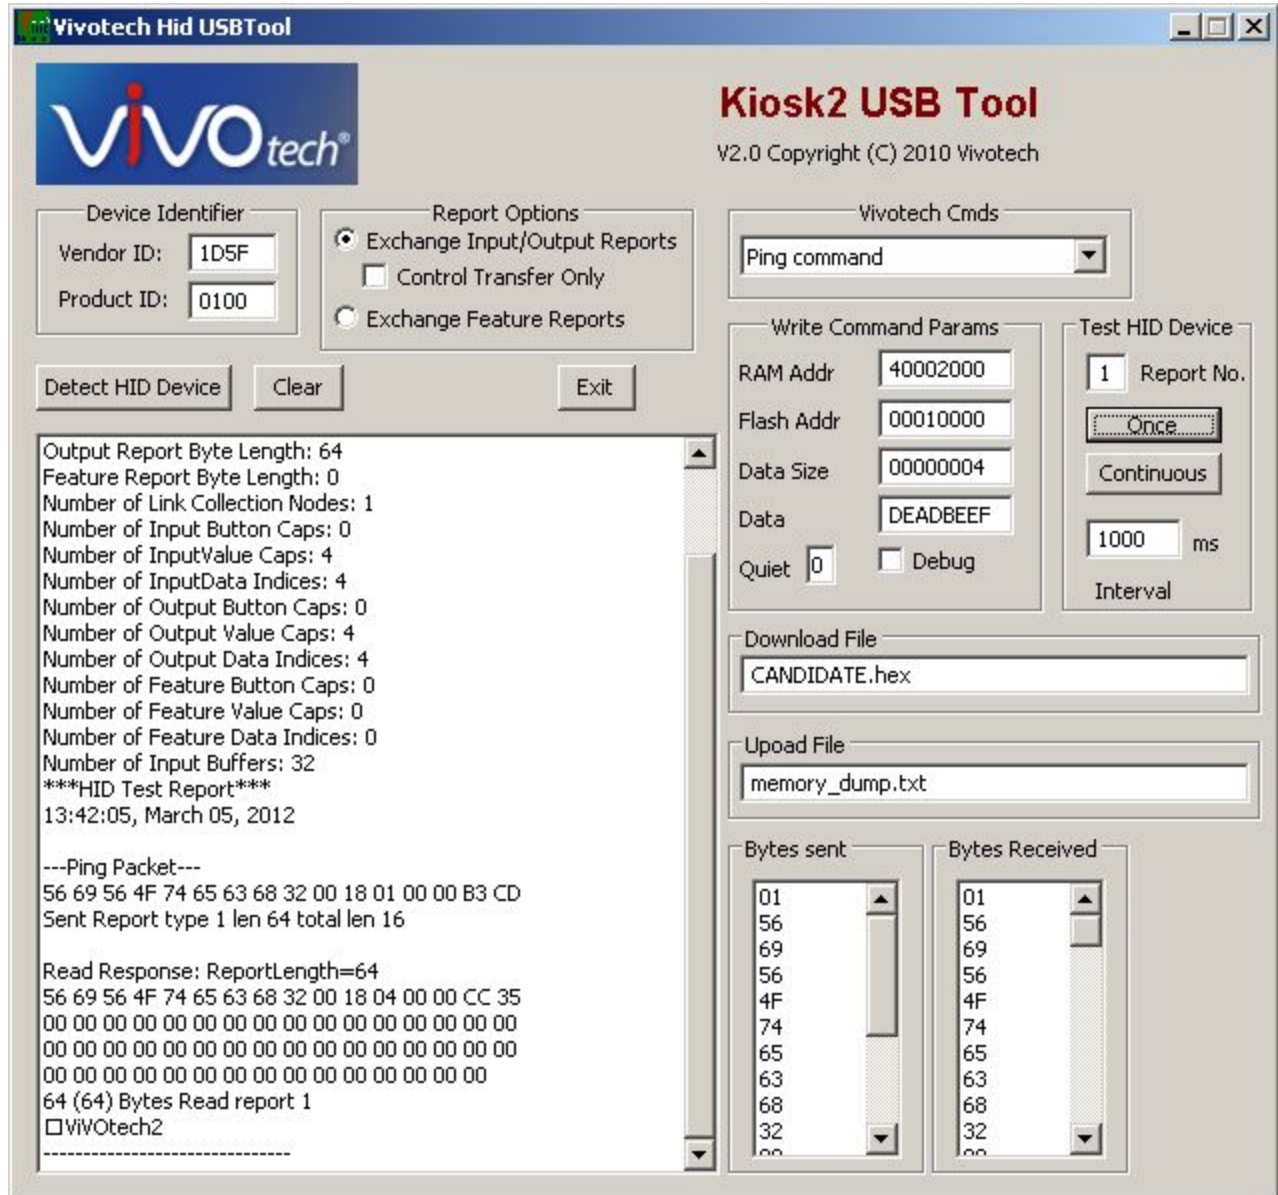 Vivotech Hid USBTool
ViVOtech®
Kiosk2 USB Tool
V2.0 Copyright (C) 2010 Vivotech
Device Identifier
Vendor ID: 1D5F
Product ID: 0100
Report Options
Exchange Input/Output Reports
Control Transfer Only
Exchange Feature Reports
Vivotech Cmds
Ping command
Detect HID Device
Clear
Exit
Write Command Params
RAM Addr 40002000
Flash Addr 00010000
Data Size 00000004
Data DEADBEEF
Quiet 0 Debug
Test HID Device
1 Report No.
Once
Continuous
1000 ms
Interval
Output Report Byte Length: 64
Feature Report Byte Length: 0
Number of Link Collection Nodes: 1
Number of Input Button Caps: 0
Number of InputValue Caps: 4
Number of InputData Indices: 4
Number of Output Button Caps: 0
Number of Output Value Caps: 4
Number of Output Data Indices: 4
Number of Feature Button Caps: 0
Number of Feature Value Caps: 0
Number of Feature Data Indices: 0
Number of Input Buffers: 32
***HID Test Report***
13:42:05, March 05, 2012
---Ping Packet---
56 69 56 4F 74 65 63 68 32 00 18 01 00 00 B3 CD
Sent Report type 1 len 64 total len 16
Read Response: ReportLength=64
56 69 56 4F 74 65 63 68 32 00 18 04 00 00 CC 35
00 00 00 00 00 00 00 00 00 00 00 00 00 00 00 00
00 00 00 00 00 00 00 00 00 00 00 00 00 00 00 00
00 00 00 00 00 00 00 00 00 00 00 00 00 00 00
64 (64) Bytes Read report 1
□ViVOtech2
-------------------------------
Download File
CANDIDATE.hex
Upoad File
memory_dump.txt
Bytes sent
01
56
69
56
4F
74
65
63
68
32
Bytes Received
01
56
69
56
4F
74
65
63
68
32